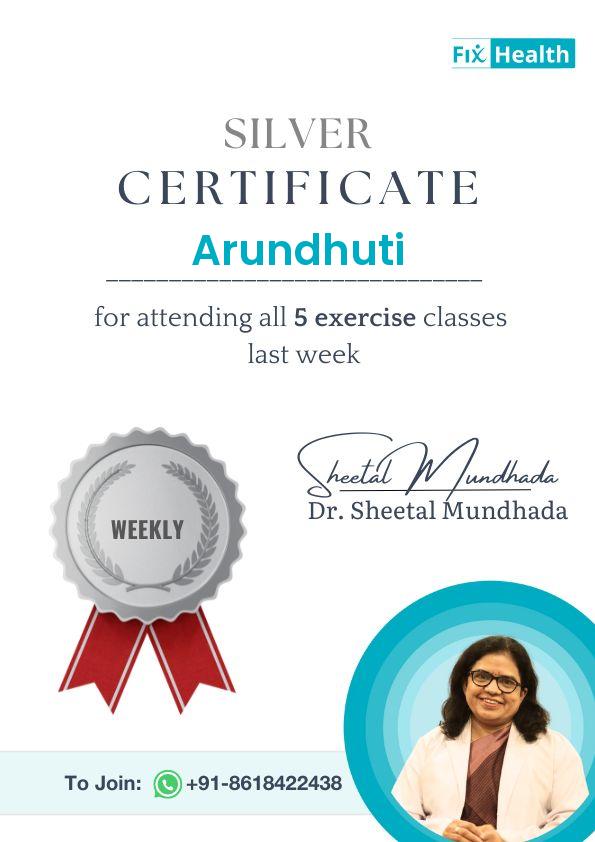 Fix Health
SILVER
CERTIFICATE
Arundhuti
for attending all 5 exercise classes
last week
WEEKLY
Sheetal Mundhada
Dr. Sheetal Mundhada
To Join: +91-8618422438